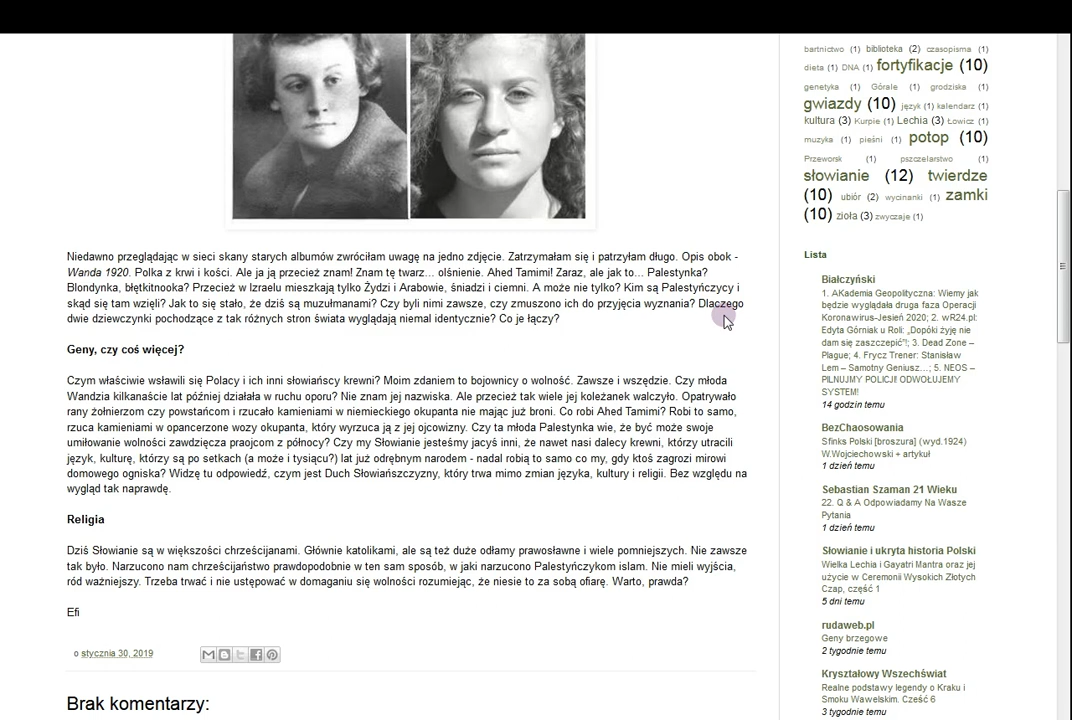 Niedawno przeglądając w sieci skany starych albumów zwróciłam uwagę na jedno zdjęcie. Zatrzymałam się i patrzyłam długo. Opis obok -
Wanda 1920. Polka z krwi i kości. Ale ja ją przecież znam! Znam tę twarz... olśnienie. Ahed Tamimi! Zaraz, ale jak to... Palestynka?
Blondynka, błętkitnooka? Przecież w Izraelu mieszkają tylko Żydzi i Arabowie, śniadzi i ciemni. A może nie tylko? Kim są Palestyńczycy i
skąd się tam wzięli? Jak to się stało, że dziś są muzułmanami? Czy byli nimi zawsze, czy zmuszono ich do przyjęcia wyznania? Dlaczego
dwie dziewczynki pochodzące z tak różnych stron świata wyglądają niemal identycznie? Co je łączy?
Geny, czy coś więcej?
Czym właściwie wsławili się Polacy i ich inni słowiańscy krewni? Moim zdaniem to bojownicy o wolność. Zawsze i wszędzie. Czy młoda
Wandzia kilkanaście lat później działała w ruchu oporu? Nie znam jej nazwiska. Ale przecież tak wiele jej koleżanek walczyło. Opatrywało
rany żołnierzom czy powstańcom i rzucało kamieniami w niemieckiego okupanta nie mając już broni. Co robi Ahed Tamimi? Robi to samo,
rzuca kamieniami w opancerzone wozy okupanta, który wyrzuca ją z jej ojcowizny. Czy ta młoda Palestynka wie, że być może swoje
umiłowanie wolności zawdzięcza praojcom z północy? Czy my Słowianie jesteśmy jacyś inni, że nawet nasi dalecy krewni, którzy utracili
język, kulturę, którzy są po setkach (a może i tysiącu?) lat już odrębnym narodem - nadal robią to samo co my, gdy ktoś zagrozi mirowi
domowego ogniska? Widzę tu odpowiedź, czym jest Duch Słowiańszczyzny, który trwa mimo zmian języka, kultury i religii. Bez względu na
wygląd tak naprawdę.
Religia
Dziś Słowianie są w większości chrześcijanami. Głównie katolikami, ale są też duże odłamy prawosławne i wiele pomniejszych. Nie zawsze
tak było. Narzucono nam chrześcijaństwo prawdopodobnie w ten sam sposób, w jaki narzucono Palestyńczykom islam. Nie mieli wyjścia,
ród ważniejszy. Trzeba trwać i nie ustępować w domaganiu się wolności rozumiejąc, że niesie to za sobą ofiarę. Warto, prawda?
Efi
o stycznia 30, 2019
Brak komentarzy:
bartnictwo (1) biblioteka (2) czasopisma (1)
dieta (1) DNA (1) fortyfikacje (10)
genetyka (1) Górale (1) grodziska (1)
gwiazdy (10) język (1) kalendarz (1)
kultura (3) Kurpie (1) Lechia (3) Łowicz (1)
muzyka (1) pieśni (1) potop (10)
Przeworsk (1) pszczelarstwo (1)
słowianie (12) twierdze
(10) ubiór (2) wycinanki (1) zamki
(10) zioła (3) zwyczaje (1)
Lista
Białczyński
1. AKademia Geopolityczna: Wiemy jak
będzie wyglądała druga faza Operacji
Koronawirus-Jesień 2020; 2. wR24.pl:
Edyta Górniak u Roli: „Dopóki żyję nie
dam się zaszczepić”!; 3. Dead Zone –
Plague; 4. Frycz Trener: Stanisław
Lem – Samotny Geniusz…; 5. NEOS –
PILNUJMY POLICJI! ODWOŁUJEMY
SYSTEM!
14 godzin temu
BezChaosowania
Sfinks Polski [broszura] (wyd.1924)
W.Wojciechowski + artykuł
1 dzień temu
Sebastian Szaman 21 Wieku
22. Q & A Odpowiadamy Na Wasze
Pytania
1 dzień temu
Słowianie i ukryta historia Polski
Wielka Lechia i Gayatri Mantra oraz jej
użycie w Ceremonii Wysokich Złotych
Czap, część 1
5 dni temu
rudaweb.pl
Geny brzegowe
2 tygodnie temu
Kryształowy Wszechświat
Realne podstawy legendy o Kraku i
Smoku Wawelskim. Cześć 6
3 tygodnie temu